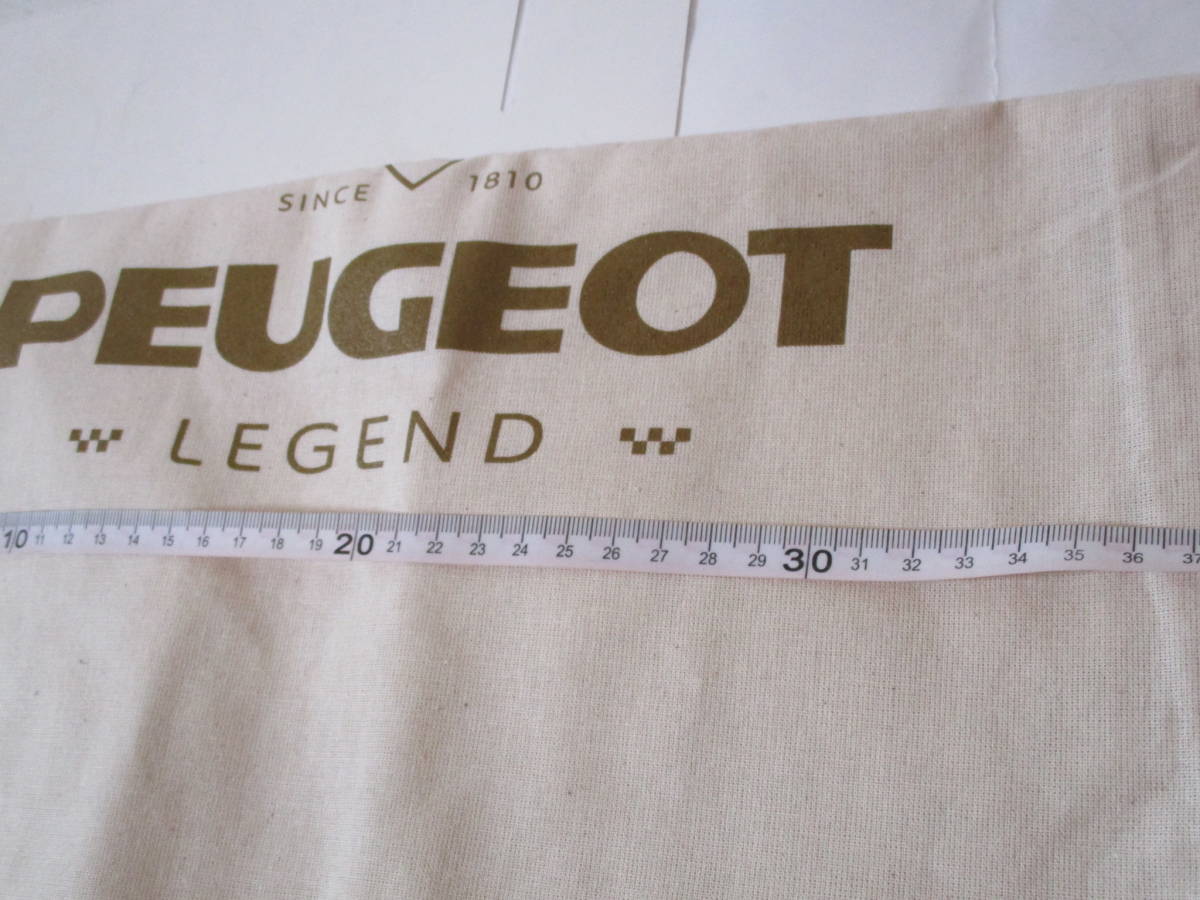 SINCE 1810
PEUGEOT
LEGEND
10 11 12 13 14 15 16 17 18 19 20 21 22 23 24 25 26 27 28 29 30 31 32 33 34 35 36 37